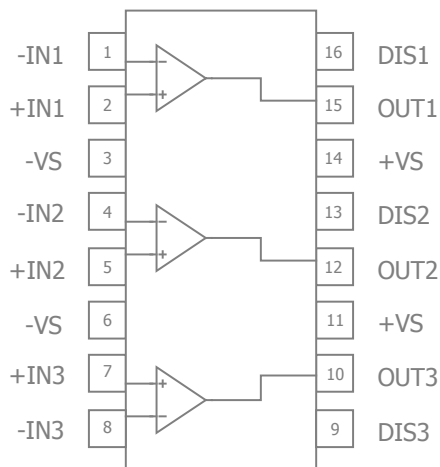 -IN1 1 16 DIS1
+IN1 2 15 OUT1
-VS 3 14 +VS
-IN2 4 13 DIS2
+IN2 5 12 OUT2
-VS 6 11 +VS
+IN3 7 10 OUT3
-IN3 8 9 DIS3